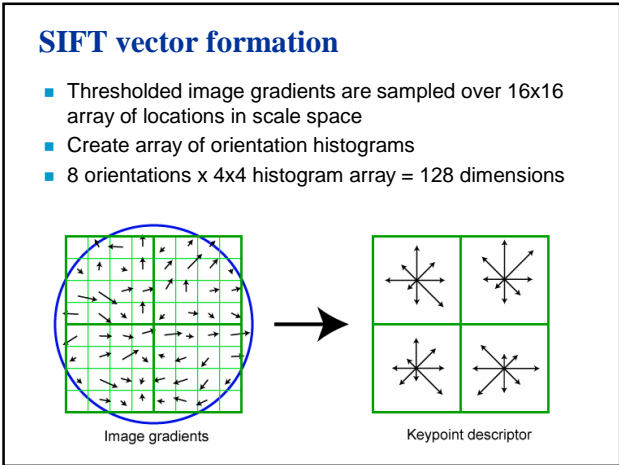 SIFT vector formation
Thresholded image gradients are sampled over 16x16
array of locations in scale space
Create array of orientation histograms
8 orientations x 4x4 histogram array = 128 dimensions
Image gradients
Keypoint descriptor